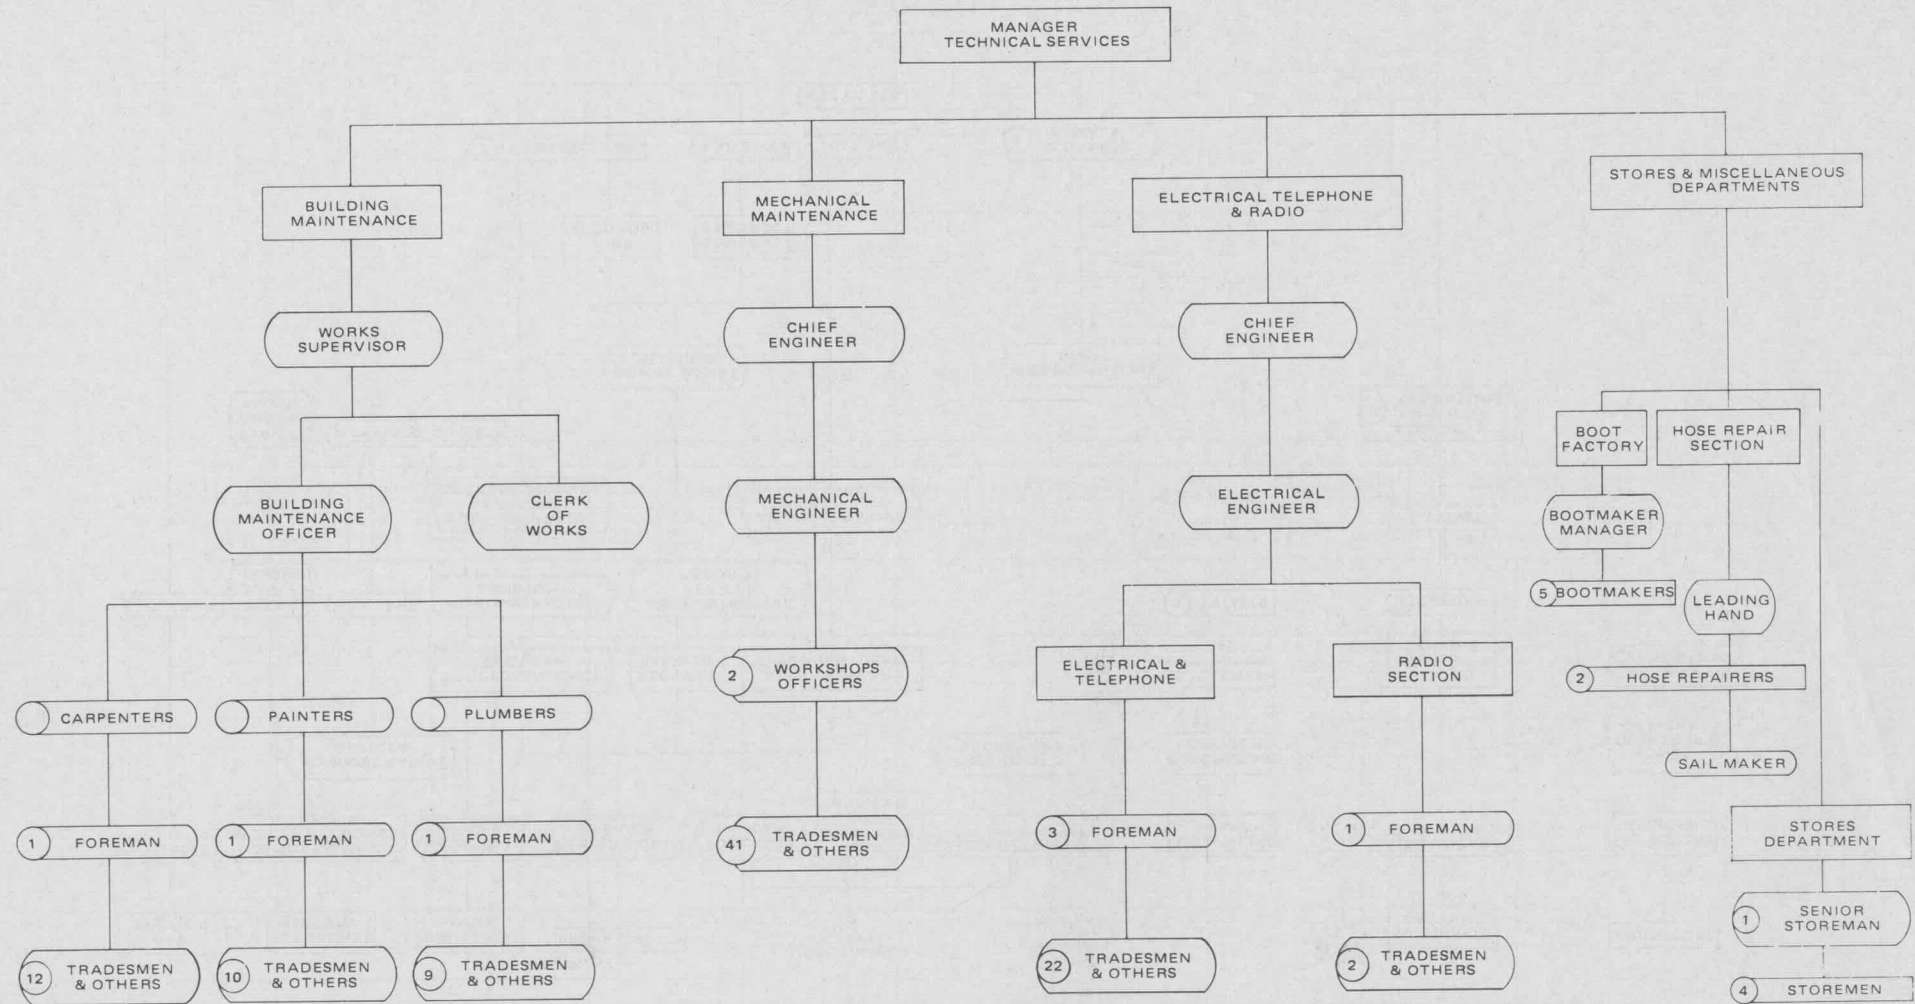 MANAGER
TECHNICAL SERVICES
BUILDING
MAINTENANCE
MECHANICAL
MAINTENANCE
ELECTRICAL TELEPHONE
& RADIO
STORES & MISCELLANEOUS
DEPARTMENTS
WORKS
SUPERVISOR
CHIEF
ENGINEER
CHIEF
ENGINEER
BOOT
FACTORY
HOSE REPAIR
SECTION
BUILDING
MAINTENANCE
OFFICER
CLERK
OF
WORKS
MECHANICAL
ENGINEER
ELECTRICAL
ENGINEER
BOOTMAKER
MANAGER
5 BOOTMAKERS
LEADING
HAND
2 WORKSHOPS
OFFICERS
ELECTRICAL &
TELEPHONE
RADIO
SECTION
2 HOSE REPAIRERS
CARPENTERS
PAINTERS
PLUMBERS
SAIL MAKER
1 FOREMAN
1 FOREMAN
1 FOREMAN
41 TRADESMEN
& OTHERS
3 FOREMAN
1 FOREMAN
STORES
DEPARTMENT
1 SENIOR
STOREMAN
12 TRADESMEN
& OTHERS
10 TRADESMEN
& OTHERS
9 TRADESMEN
& OTHERS
22 TRADESMEN
& OTHERS
2 TRADESMEN
& OTHERS
4 STOREMEN